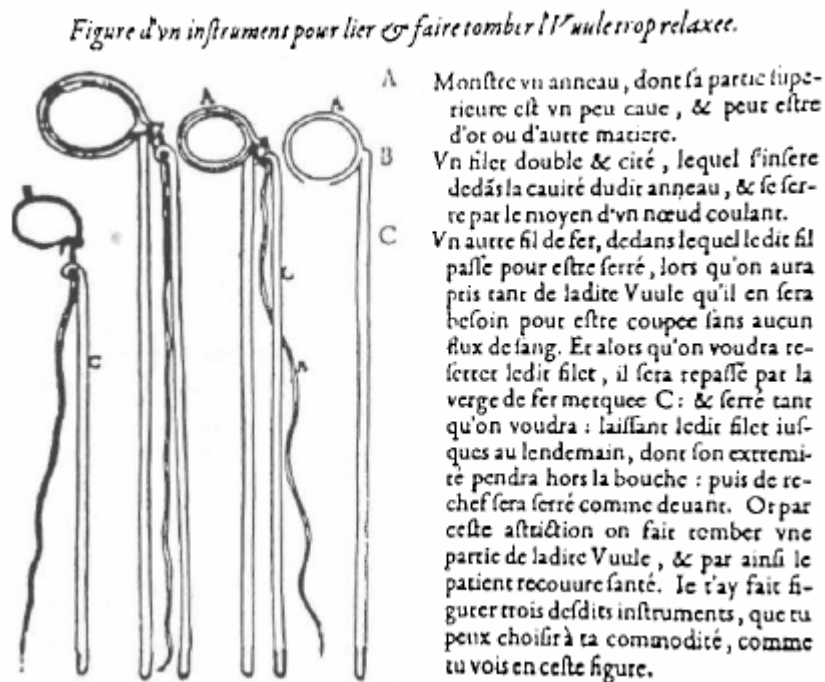 Figure d'vn inſtrument pour lier & faire tomber l'Vuule trop relaxee.
A Monſtre vn anneau, dont ſa partie ſupe-
rieure eſt vn peu caue, & peut eſtre
d'or ou d'autre matiere.
B Vn filet double & ciré, lequel s'inſere
dedãs la cauité dudit anneau, & ſe ſer-
re par le moyen d'vn nœud coulant.
C Vn autre fil de fer, dedans lequel ledit fil
paſſe pour eſtre ſerré, lors qu'on aura
pris tant de ladite Vuule qu'il en ſera
beſoin pour eſtre coupee ſans aucun
flux de ſang. Et alors qu'on voudra re-
ſerrer ledit filet, il ſera repaſſé par la
verge de fer merquee C: & ſerré tant
qu'on voudra: laiſſant ledit filet iuſ-
ques au lendemain, dont ſon extremi-
té pendra hors la bouche: puis de re-
chef ſera ſerré comme deuant. Or par
ceſte aſtriction on fait tomber vne
partie de ladite Vuule, & par ainſi le
patient recouure ſanté. Ie t'ay fait fi-
gurer trois deſdits inſtruments, que tu
peux choiſir à ta commodité, comme
tu vois en ceſte figure.
A
A
C
C